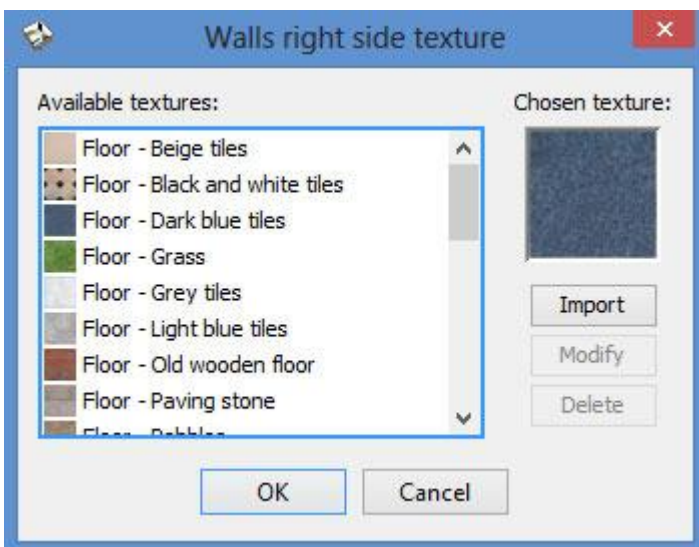 Walls right side texture
Available textures:
Chosen texture:
Floor - Beige tiles
Floor - Black and white tiles
Floor - Dark blue tiles
Floor - Grass
Floor - Grey tiles
Floor - Light blue tiles
Floor - Old wooden floor
Floor - Paving stone
Floor - Pebbles
Import
Modify
Delete
OK
Cancel